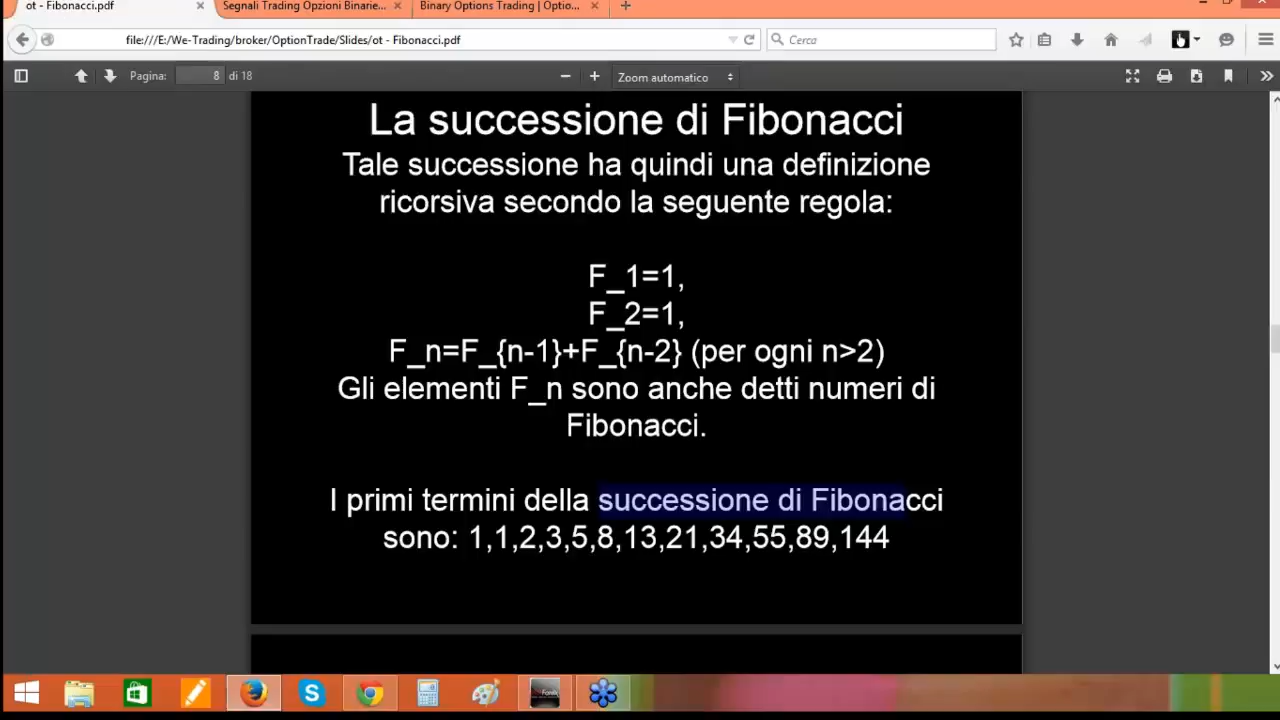 ot - Fibonacci.pdf
Segnali Trading Opzioni Binarie...
Binary Options Trading | Optio...
file:///E:/We-Trading/broker/OptionTrade/Slides/ot - Fibonacci.pdf
Cerca
Pagina: 8 di 18
Zoom automatico
La successione di Fibonacci
Tale successione ha quindi una definizione
ricorsiva secondo la seguente regola:
F_1=1,
F_2=1,
F_n=F_{n-1}+F_{n-2} (per ogni n>2)
Gli elementi F_n sono anche detti numeri di
Fibonacci.
I primi termini della successione di Fibonacci
sono: 1,1,2,3,5,8,13,21,34,55,89,144